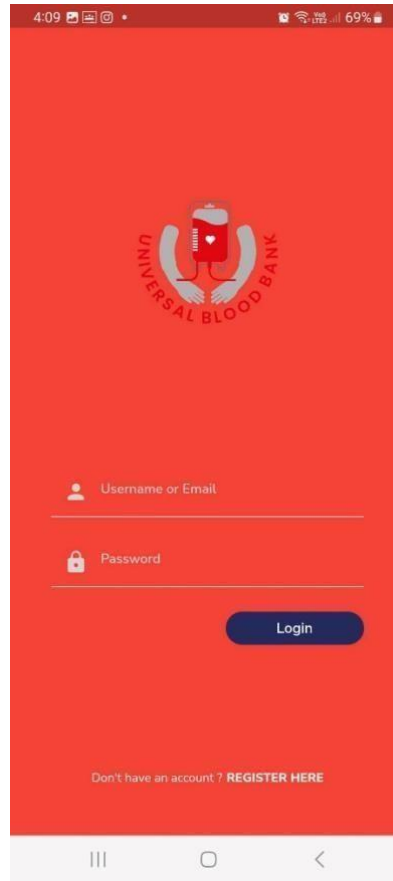 4:09
69%
UNIVERSAL BLOOD BANK
Username or Email
Password
Login
Don't have an account ? REGISTER HERE